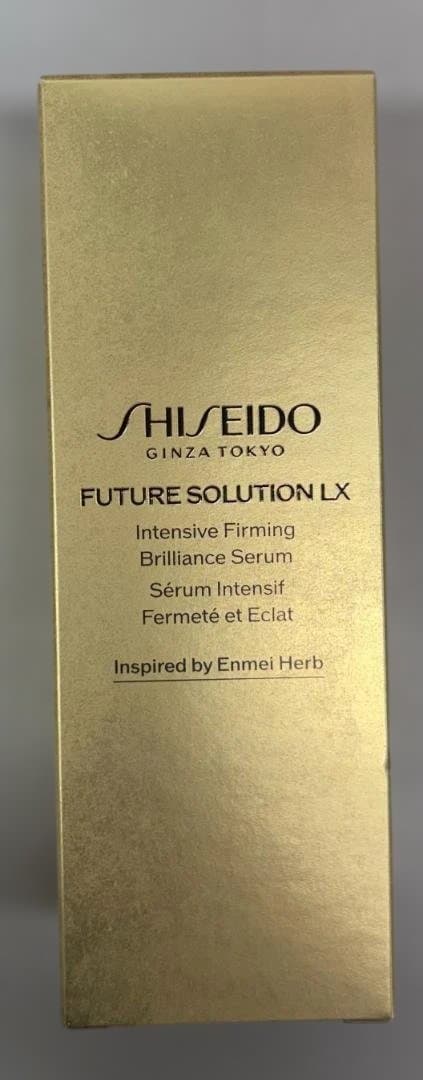 SHISEIDO
GINZA TOKYO
FUTURE SOLUTION LX
Intensive Firming
Brilliance Serum
Sérum Intensif
Fermeté et Eclat
Inspired by Enmei Herb